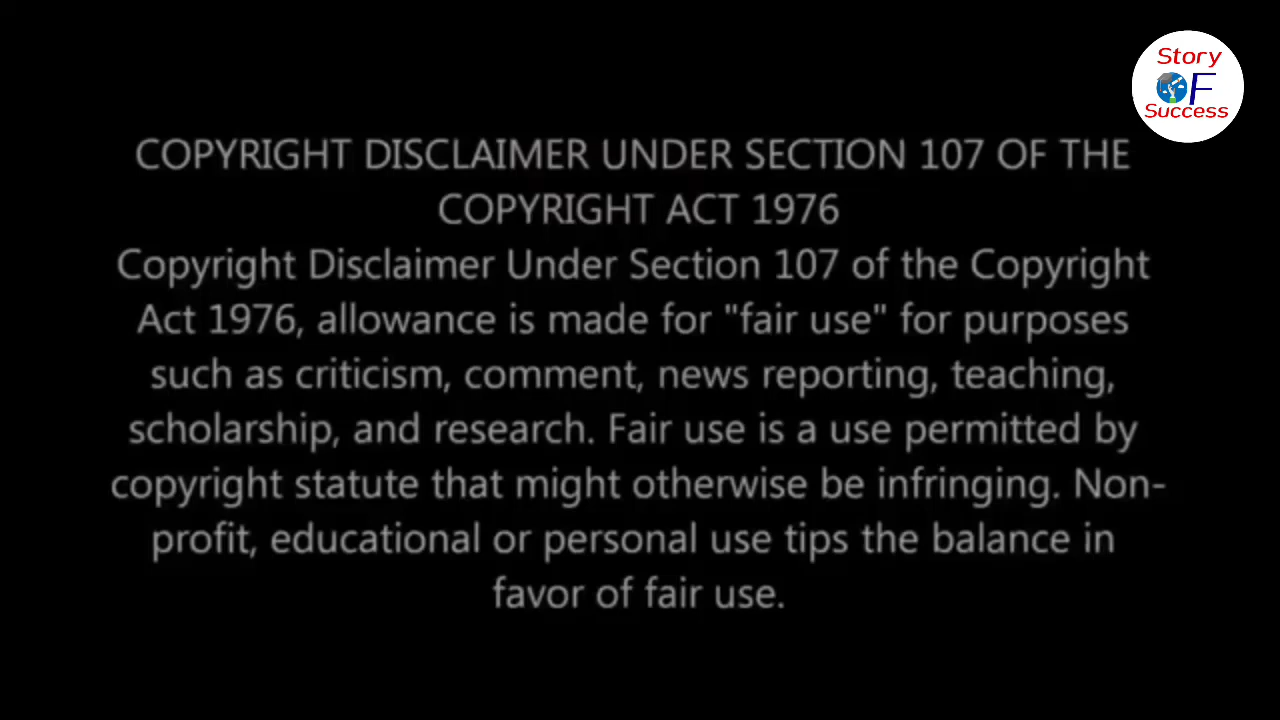 Story
OF
Success
COPYRIGHT DISCLAIMER UNDER SECTION 107 OF THE
COPYRIGHT ACT 1976
Copyright Disclaimer Under Section 107 of the Copyright
Act 1976, allowance is made for "fair use" for purposes
such as criticism, comment, news reporting, teaching,
scholarship, and research. Fair use is a use permitted by
copyright statute that might otherwise be infringing. Non-
profit, educational or personal use tips the balance in
favor of fair use.